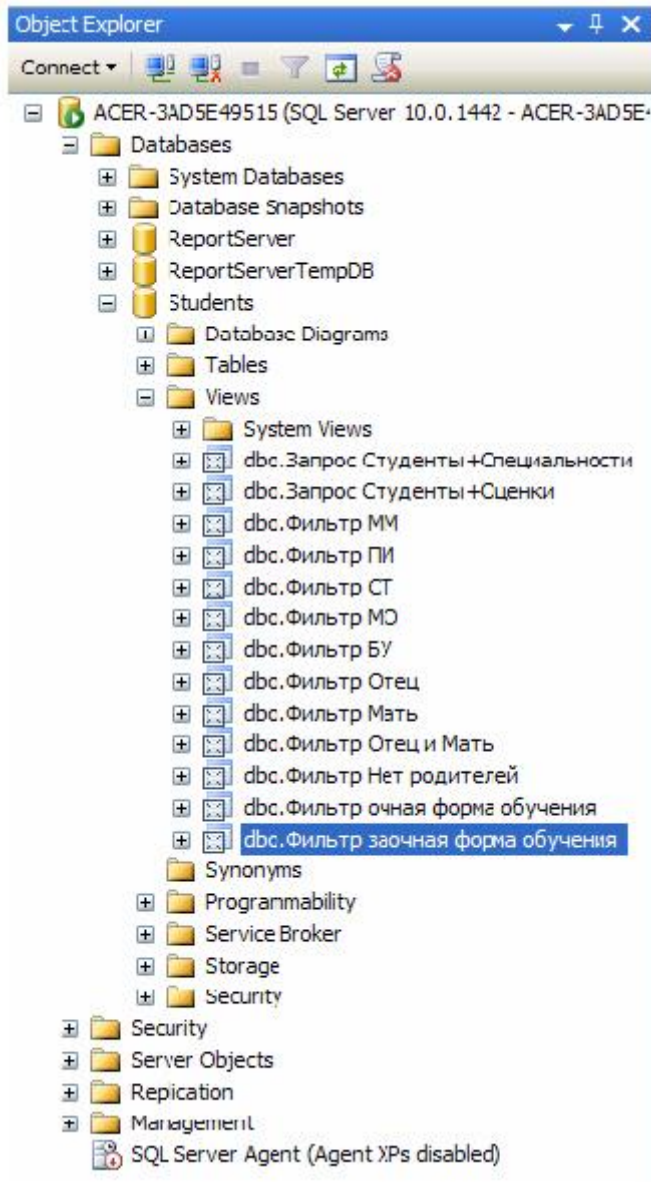 Object Explorer
Connect
ACER-3AD5E49515 (SQL Server 10.0.1442 - ACER-3AD5E
Databases
System Databases
Database Snapshots
ReportServer
ReportServerTempDB
Students
Database Diagrams
Tables
Views
System Views
dbo.Запрос Студенты+Специальности
dbo.Запрос Студенты+Оценки
dbo.Фильтр ММ
dbo.Фильтр ПИ
dbo.Фильтр СТ
dbo.Фильтр МО
dbo.Фильтр БУ
dbo.Фильтр Отец
dbo.Фильтр Мать
dbo.Фильтр Отец и Мать
dbo.Фильтр Нет родителей
dbo.Фильтр очная форма обучения
dbo.Фильтр заочная форма обучения
Synonyms
Programmability
Service Broker
Storage
Security
Security
Server Objects
Replication
Management
SQL Server Agent (Agent XPs disabled)